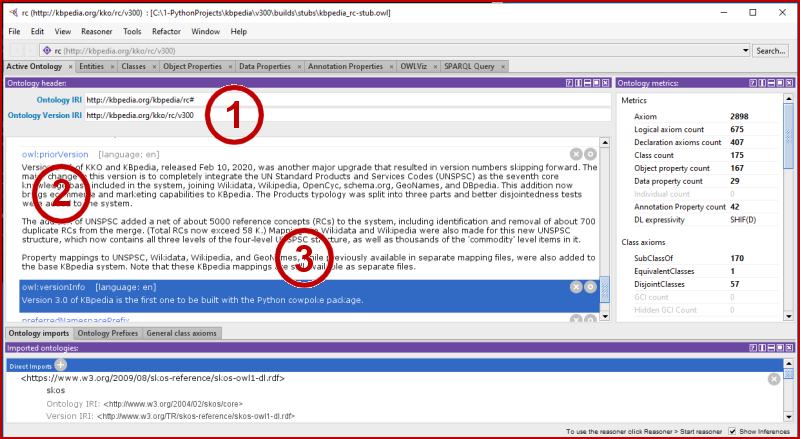 rc (http://kbpedia.org/kko/rc/v300) : [C:\1-PythonProjects\kbpedia\v300\builds\stubs\kbpedia_rc-stub.owl]
File Edit View Reasoner Tools Refactor Window Help
rc (http://kbpedia.org/kko/rc/v300) Search...
Active Ontology × Entities × Classes × Object Properties × Data Properties × Annotation Properties × OWLViz × SPARQL Query ×
Ontology header:
Ontology IRI http://kbpedia.org/kbpedia/rc#
Ontology Version IRI http://kbpedia.org/kko/rc/v300
1
owl:priorVersion [language: en]
Version of KKO and KBpedia, released Feb 10, 2020, was another major upgrade that resulted in version numbers skipping forward. The
change this version is to completely integrate the UN Standard Products and Services Codes (UNSPSC) as the seventh core
included in the system, joining Wikidata, Wikipedia, OpenCyc, schema.org, GeoNames, and DBpedia. This addition now
and marketing capabilities to KBpedia. The Products typology was split into three parts and better disjointedness tests
to the system.
2
The of UNSPSC added a net of about 5000 reference concepts (RCs) to the system, including identification and removal of about 700
duplicate RCs from the merge. (Total RCs now exceed 58 K.) Wikidata and Wikipedia were also made for this new UNSPSC
structure, which now contains all three levels of the four-level UNSPSC structure, as well as thousands of the 'commodity' level items in it.
3
Property mappings to UNSPSC, Wikidata, Wikipedia, and GeoNames, while previously available in separate mapping files, were also added to
the base KBpedia system. Note that these KBpedia mappings are available as separate files.
owl:versionInfo [language: en]
Version 3.0 of KBpedia is the first one to be built with the Python cowpoke package.
preferredNamespacePrefix
Ontology metrics:
Metrics
Axiom 2898
Logical axiom count 675
Declaration axioms count 407
Class count 175
Object property count 167
Data property count 29
Individual count 0
Annotation Property count 42
DL expressivity SHIF(D)
Class axioms
SubClassOf 170
EquivalentClasses 1
DisjointClasses 57
GCI count 0
Hidden GCI Count 0
Ontology imports Ontology Prefixes General class axioms
Imported ontologies:
Direct Imports
<https://www.w3.org/2009/08/skos-reference/skos-owl1-dl.rdf>
skos
Ontology IRI: <http://www.w3.org/2004/02/skos/core>
Version IRI: <http://www.w3.org/TR/skos-reference/skos-owl1-dl.rdf>
To use the reasoner click Reasoner > Start reasoner Show Inferences